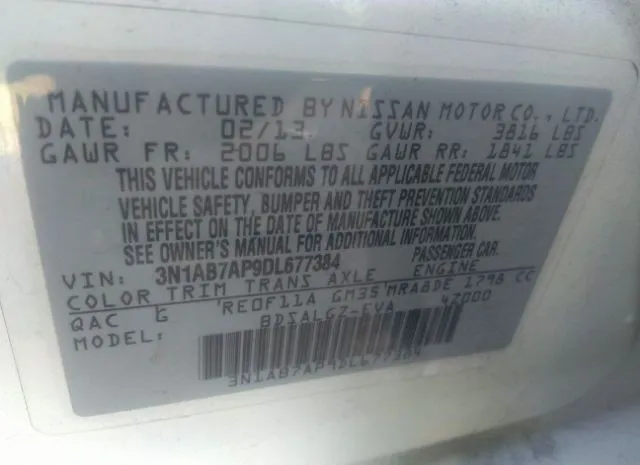 MANUFACTURED BY NISSAN MOTOR CO., LTD.
DATE: 02/13 GVWR: 3816 LBS
GAWR FR: 2006 LBS GAWR RR: 1841 LBS
THIS VEHICLE CONFORMS TO ALL APPLICABLE FEDERAL MOTOR
VEHICLE SAFETY, BUMPER AND THEFT PREVENTION STANDARDS
IN EFFECT ON THE DATE OF MANUFACTURE SHOWN ABOVE.
SEE OWNER'S MANUAL FOR ADDITIONAL INFORMATION.
VIN: 3N1AB7AP9DL677384 PASSENGER CAR.
COLOR TRIM TRANS AXLE ENGINE
QAC G RE0F11A GM35 MRA8DE 1798 CC
MODEL: BDSALGZ-EVA 42000
3N1AB7AP9DL677384